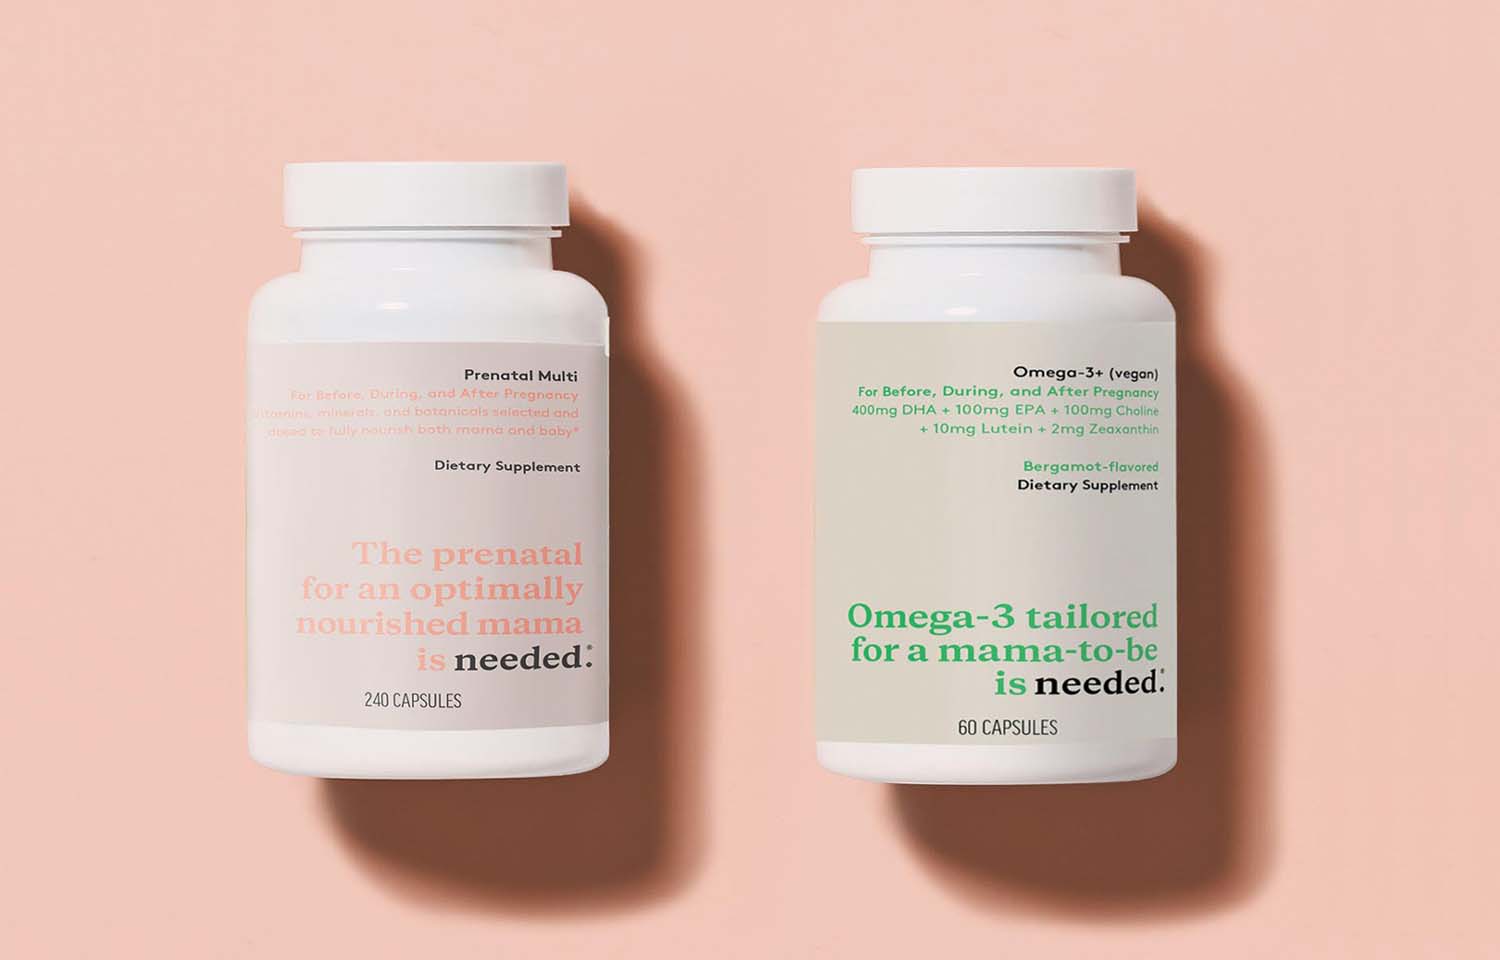 Prenatal Multi
For Before, During, and After Pregnancy
Vitamins, minerals, and botanicals selected and
dosed to fully nourish both mama and baby*
Dietary Supplement
The prenatal
for an optimally
nourished mama
is needed.®
240 CAPSULES
Omega-3+ (vegan)
For Before, During, and After Pregnancy
400mg DHA + 100mg EPA + 100mg Choline
+ 10mg Lutein + 2mg Zeaxanthin
Bergamot-flavored
Dietary Supplement
Omega-3 tailored
for a mama-to-be
is needed.®
60 CAPSULES